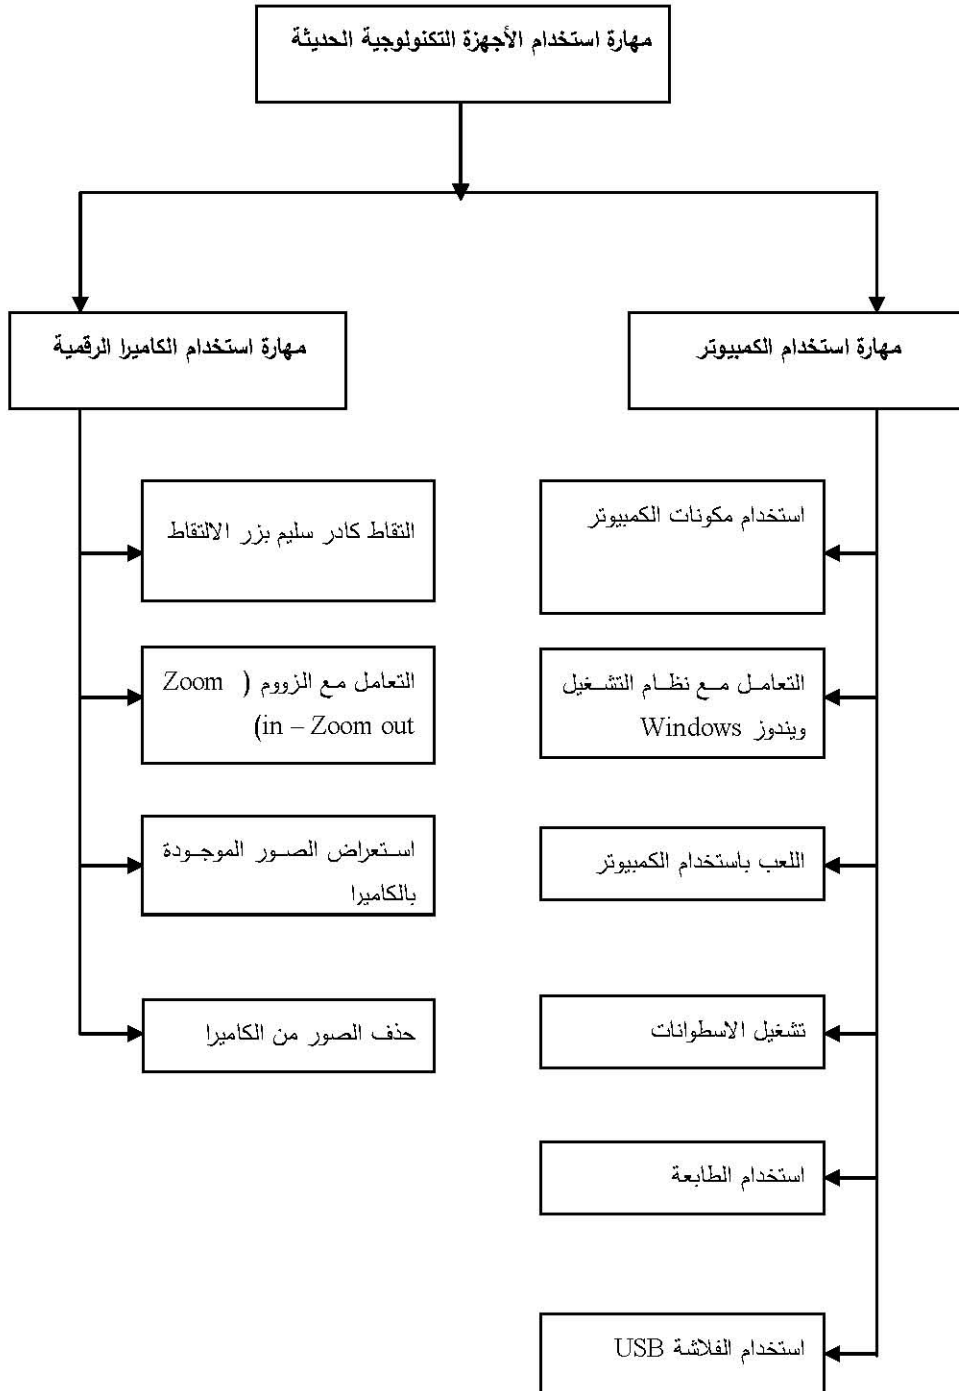 مهارة استخدام الأجهزة التكنولوجية الحديثة
مهارة استخدام الكمبيوتر
استخدام مكونات الكمبيوتر
التعامل مع نظام التشغيل
ويندوز Windows
اللعب باستخدام الكمبيوتر
تشغيل الاسطوانات
استخدام الطابعة
استخدام الفلاشة USB
مهارة استخدام الكاميرا الرقمية
التقاط كادر سليم بزر الالتقاط
التعامل مع الزووم ( Zoom
in – Zoom out)
استعراض الصور الموجودة
بالكاميرا
حذف الصور من الكاميرا